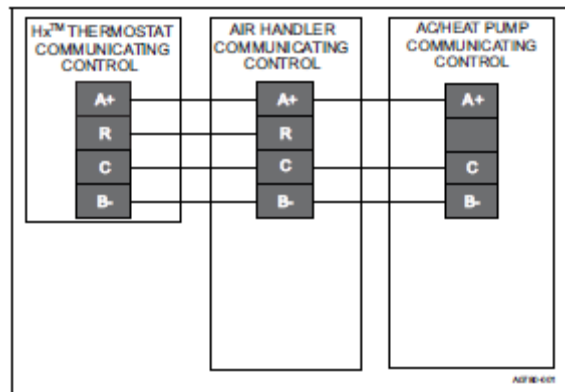 Hx™ THERMOSTAT
COMMUNICATING
CONTROL
A+
R
C
B-
AIR HANDLER
COMMUNICATING
CONTROL
A+
R
C
B-
AC/HEAT PUMP
COMMUNICATING
CONTROL
A+
C
B-